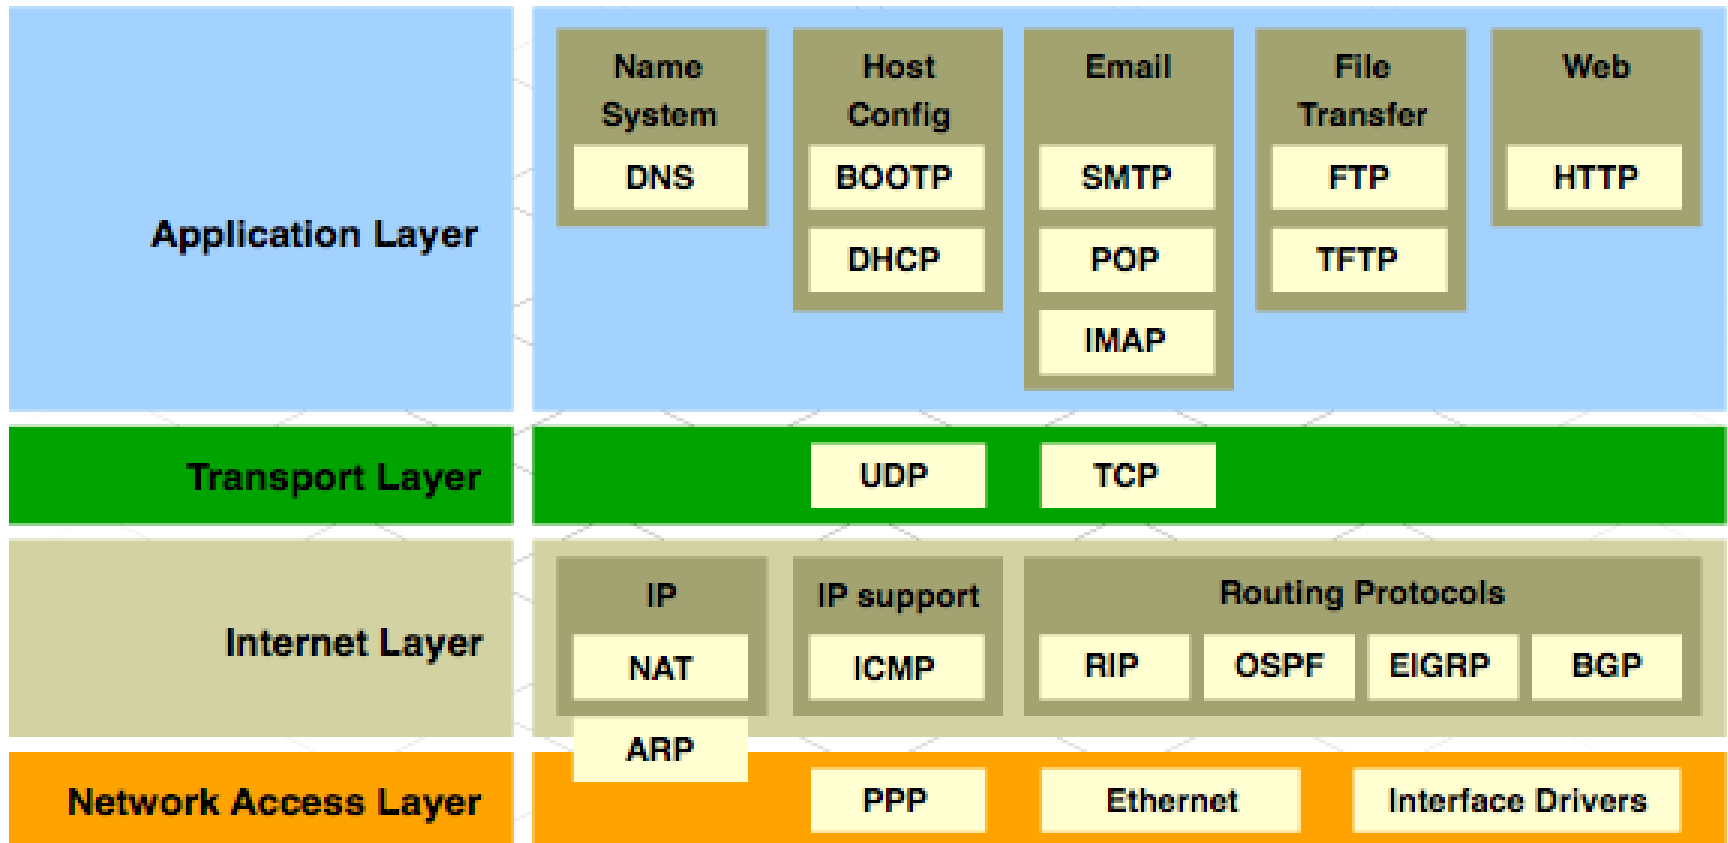 Application Layer
Name
System
DNS
Host
Config
BOOTP
DHCP
Email
SMTP
POP
IMAP
File
Transfer
FTP
TFTP
Web
HTTP
Transport Layer
UDP
TCP
Internet Layer
IP
NAT
ARP
IP support
ICMP
Routing Protocols
RIP
OSPF
EIGRP
BGP
Network Access Layer
PPP
Ethernet
Interface Drivers